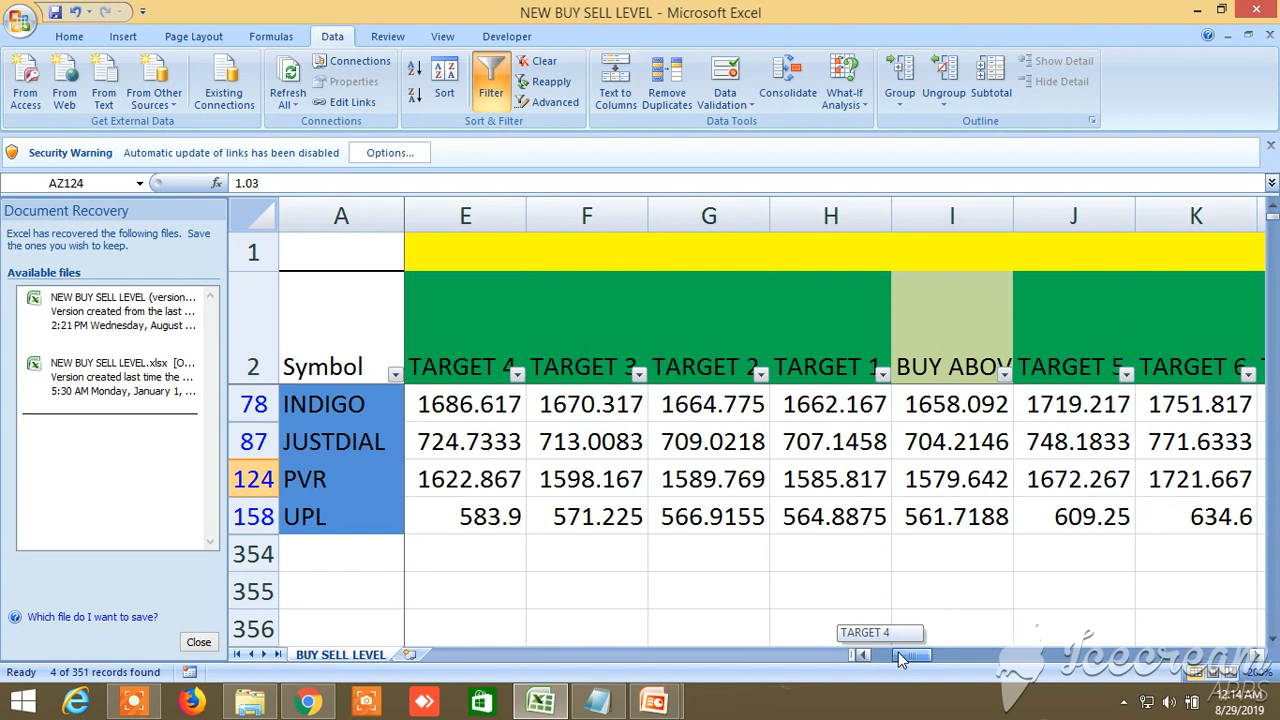 NEW BUY SELL LEVEL - Microsoft Excel
Home Insert Page Layout Formulas Data Review View Developer
From Access
From Web
From Text
From Other Sources
Existing Connections
Get External Data
Refresh All
Connections
Properties
Edit Links
Connections
Sort
Filter
Clear
Reapply
Advanced
Sort & Filter
Text to Columns
Remove Duplicates
Data Validation
Consolidate
What-If Analysis
Data Tools
Group
Ungroup
Subtotal
Show Detail
Hide Detail
Outline
Security Warning Automatic update of links has been disabled Options...
AZ124 fx 1.03
Document Recovery
Excel has recovered the following files. Save
the ones you wish to keep.
Available files
NEW BUY SELL LEVEL (version...
Version created from the last ...
2:21 PM Wednesday, August ...
NEW BUY SELL LEVEL.xlsx [O...
Version created last time the ...
5:30 AM Monday, January 1, ...
Which file do I want to save?
Close
A E F G H I J K
1
2 Symbol TARGET 4 TARGET 3 TARGET 2 TARGET 1 BUY ABOV TARGET 5 TARGET 6
78 INDIGO 1686.617 1670.317 1664.775 1662.167 1658.092 1719.217 1751.817
87 JUSTDIAL 724.7333 713.0083 709.0218 707.1458 704.2146 748.1833 771.6333
124 PVR 1622.867 1598.167 1589.769 1585.817 1579.642 1672.267 1721.667
158 UPL 583.9 571.225 566.9155 564.8875 561.7188 609.25 634.6
354
355
356
TARGET 4
BUY SELL LEVEL
Ready 4 of 351 records found 200%
Icecream
APPS
12:14 AM
8/29/2019